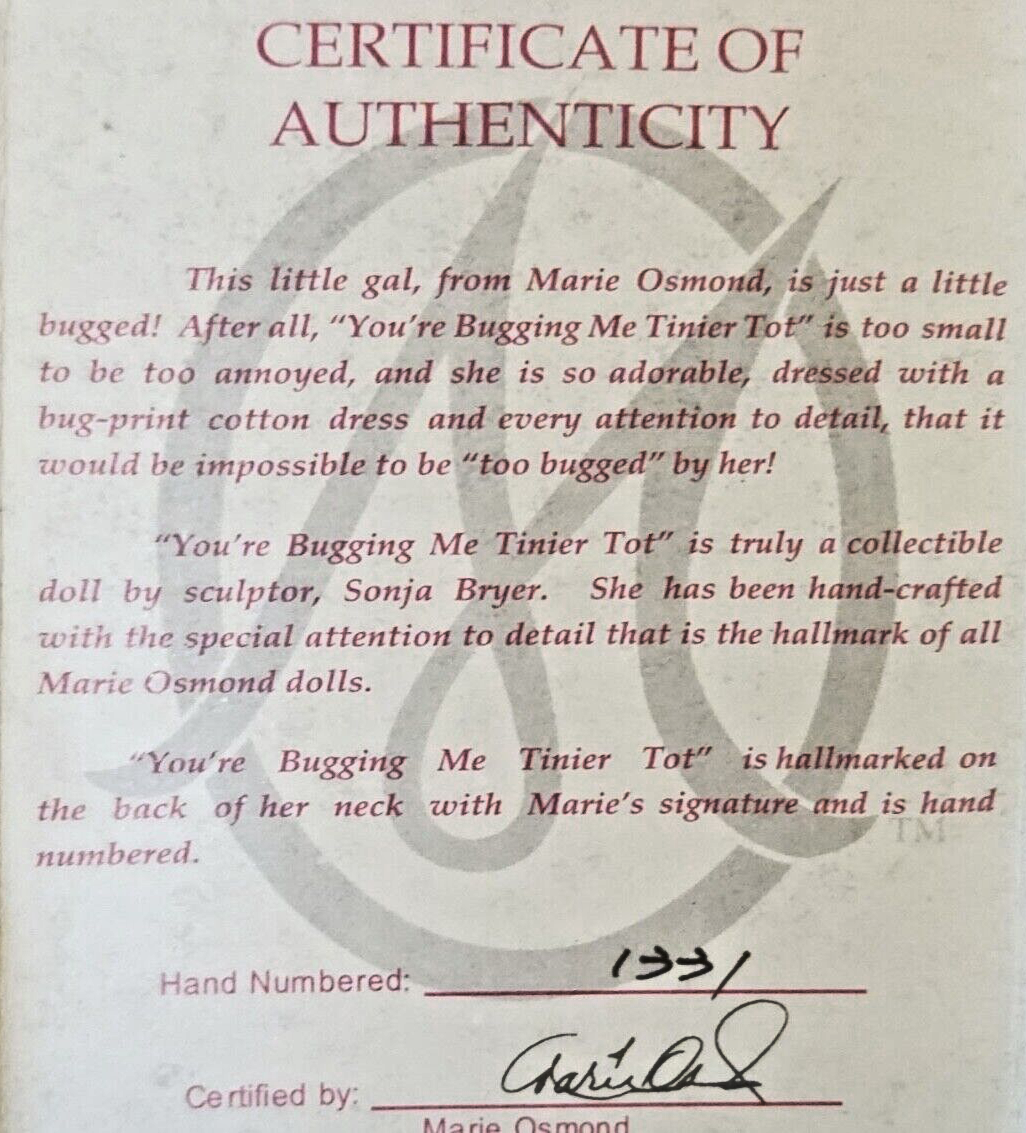 CERTIFICATE OF
AUTHENTICITY
This little gal, from Marie Osmond, is just a little
bugged! After all, "You're Bugging Me Tinier Tot" is too small
to be too annoyed, and she is so adorable, dressed with a
bug-print cotton dress and every attention to detail, that it
would be impossible to be "too bugged" by her!
"You're Bugging Me Tinier Tot" is truly a collectible
doll by sculptor, Sonja Bryer. She has been hand-crafted
with the special attention to detail that is the hallmark of all
Marie Osmond dolls.
"You're Bugging Me Tinier Tot" is hallmarked on
the back of her neck with Marie's signature and is hand
numbered.
TM
Hand Numbered: 1331
Certified by: Marie Osmond
Marie Osmond